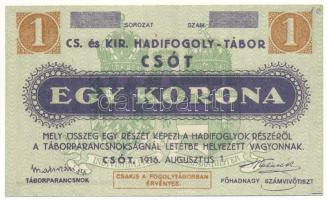 SOROZAT SZÁM
1 1
CS. és KIR. HADIFOGOLY-TÁBOR
CSÓT
EGY KORONA
MELY ÖSSZEG EGY RÉSZÉT KÉPEZI A HADIFOGLYOK RÉSZÉRŐL
A TÁBORPARANCSNOKSÁGNÁL LETÉTBE HELYEZETT VAGYONNAK.
CSÓT, 1916. AUGUSZTUS 1.
TÁBORPARANCSNOK
CSAKIS A FOGOLYTÁBORBAN
ÉRVÉNYES.
FŐHADNAGY SZÁMVIVŐTISZT